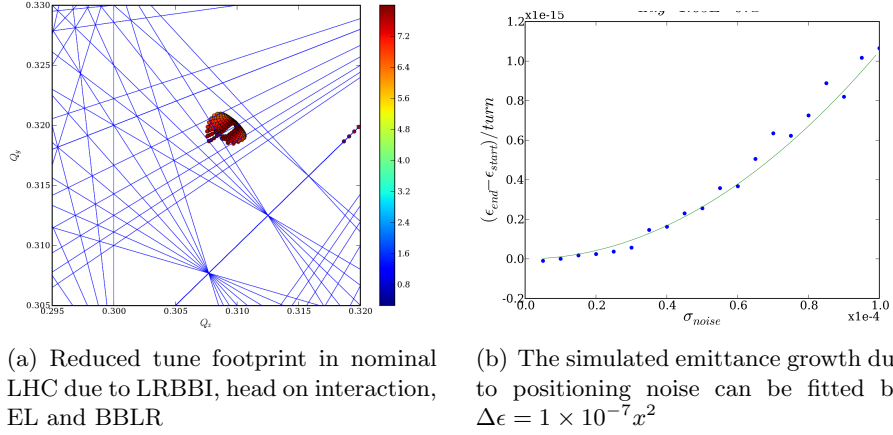 0.330
0.325
0.320
0.315
0.310
0.305
0.295
0.300
0.305
0.310
0.315
0.320
Q_y
Q_x
7.2
6.4
5.6
4.8
4.0
3.2
2.4
1.6
0.8
1e-15
1.2
1.0
0.8
0.6
0.4
0.2
0.0
-0.2
0.0
0.2
0.4
0.6
0.8
1.0
1e-4
(ϵ_end−ϵ_start)/turn
σ_noise
(a) Reduced tune footprint in nominal
LHC due to LRBBI, head on interaction,
EL and BBLR
(b) The simulated emittance growth du
to positioning noise can be fitted b
Δϵ = 1 × 10⁻⁷x²